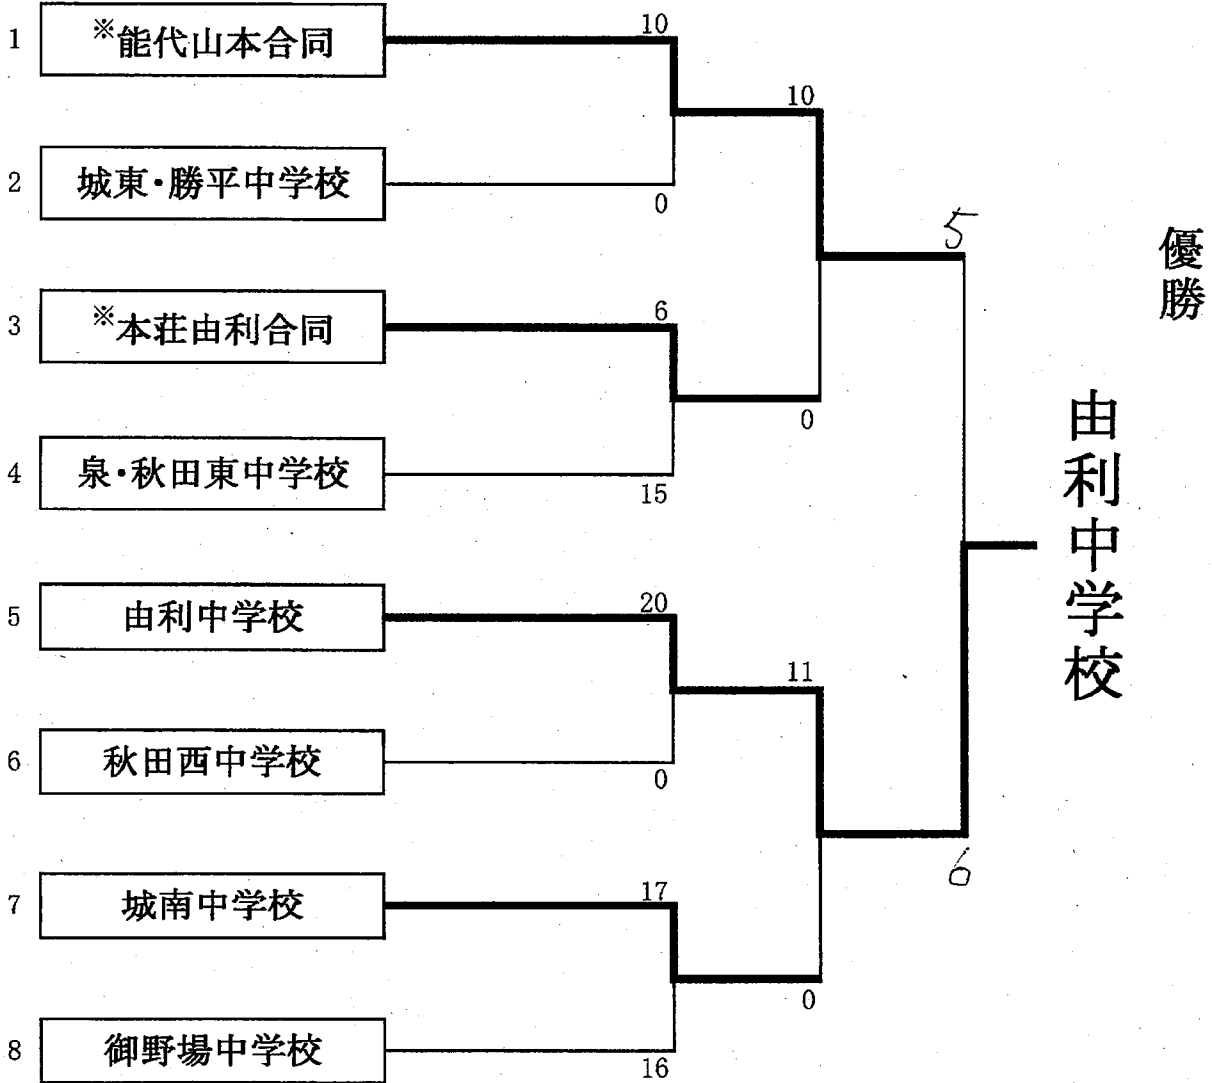 1 ※能代山本合同 10
10
2 城東・勝平中学校 0
5
3 ※本荘由利合同 6
0
4 泉・秋田東中学校 15
5 由利中学校 20
11
6 秋田西中学校 0
6
7 城南中学校 17
0
8 御野場中学校 16
優勝
由利中学校